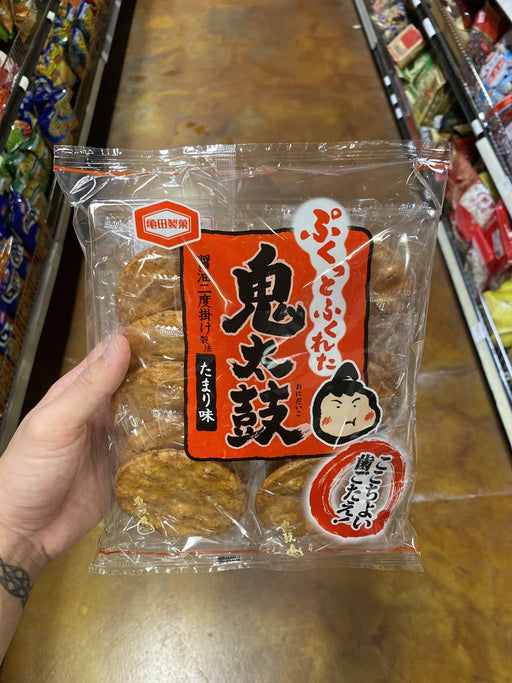 亀田製菓
ぷくっとふくれた
鬼太鼓
おにだいこ
醤油二度掛け製法
たまり味
ここちよい
歯ごたえ!